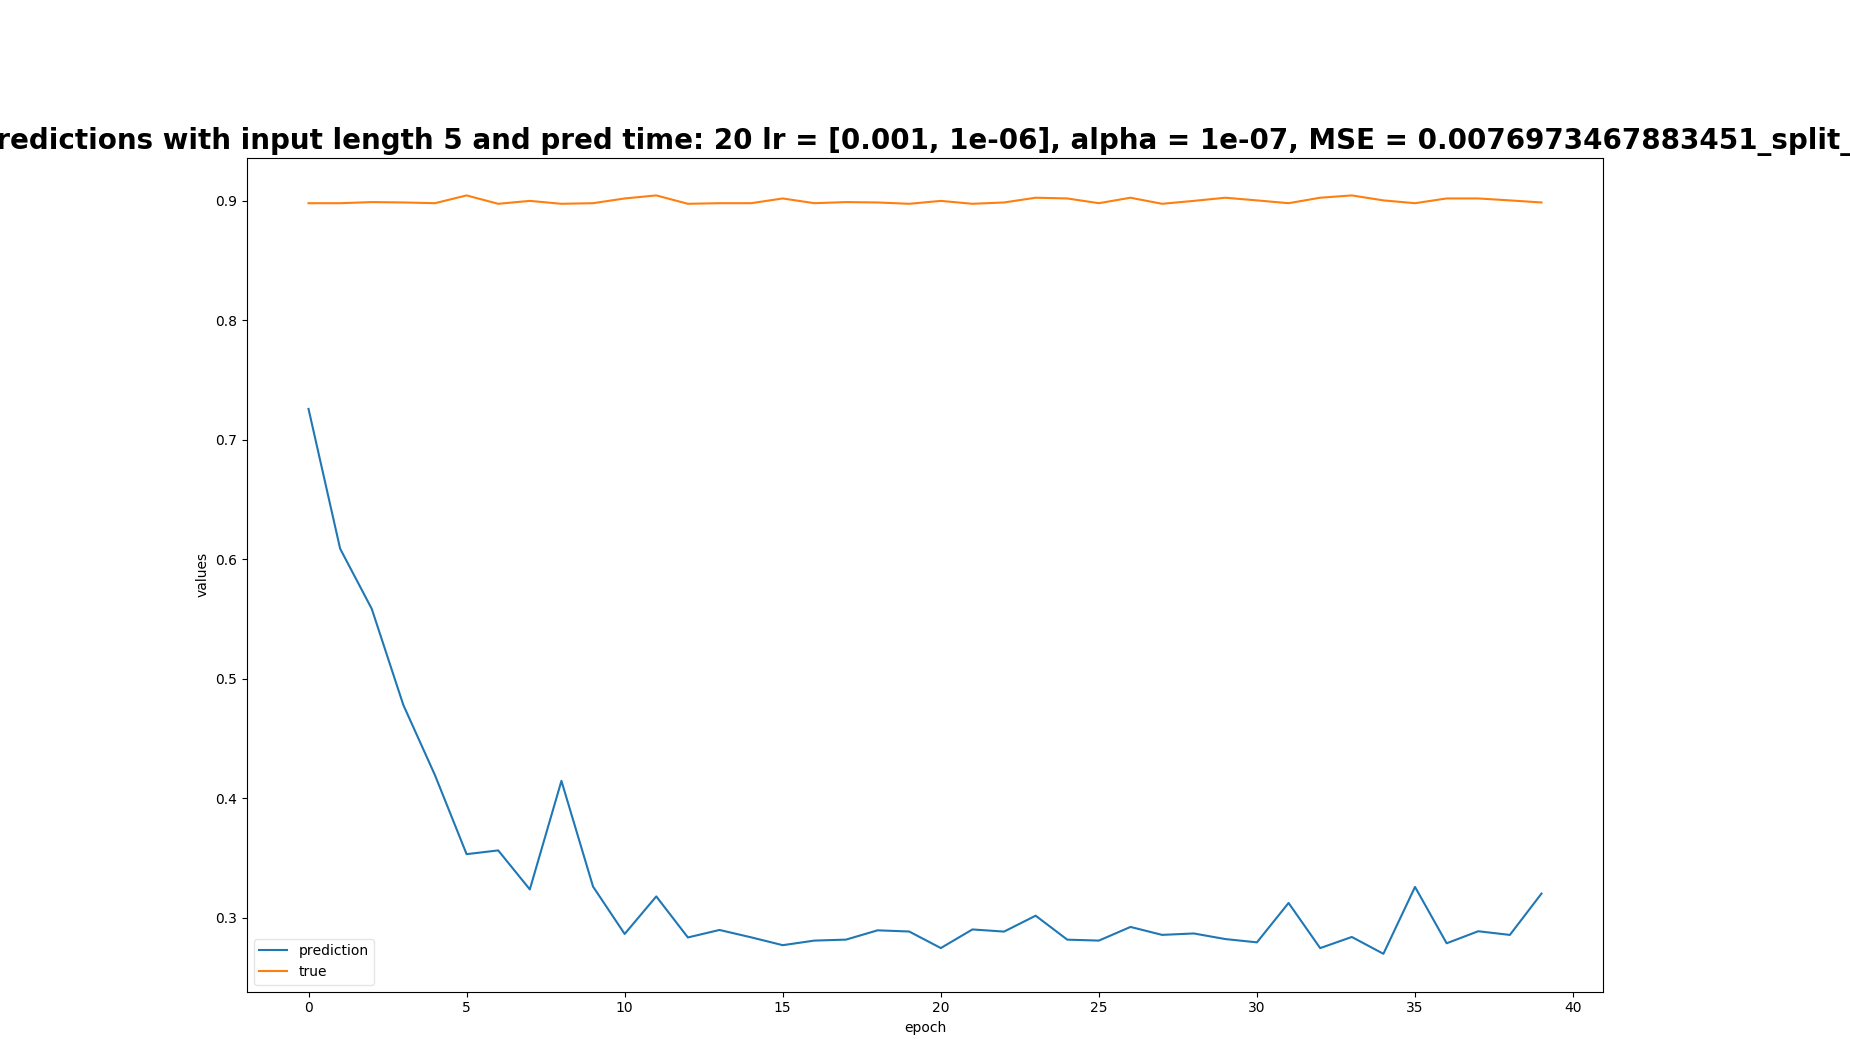 redictions with input length 5 and pred time: 20 lr = [0.001, 1e-06], alpha = 1e-07, MSE = 0.0076973467883451_split_
0.9
0.8
0.7
0.6
0.5
0.4
0.3
values
prediction
true
0 5 10 15 20 25 30 35 40
epoch